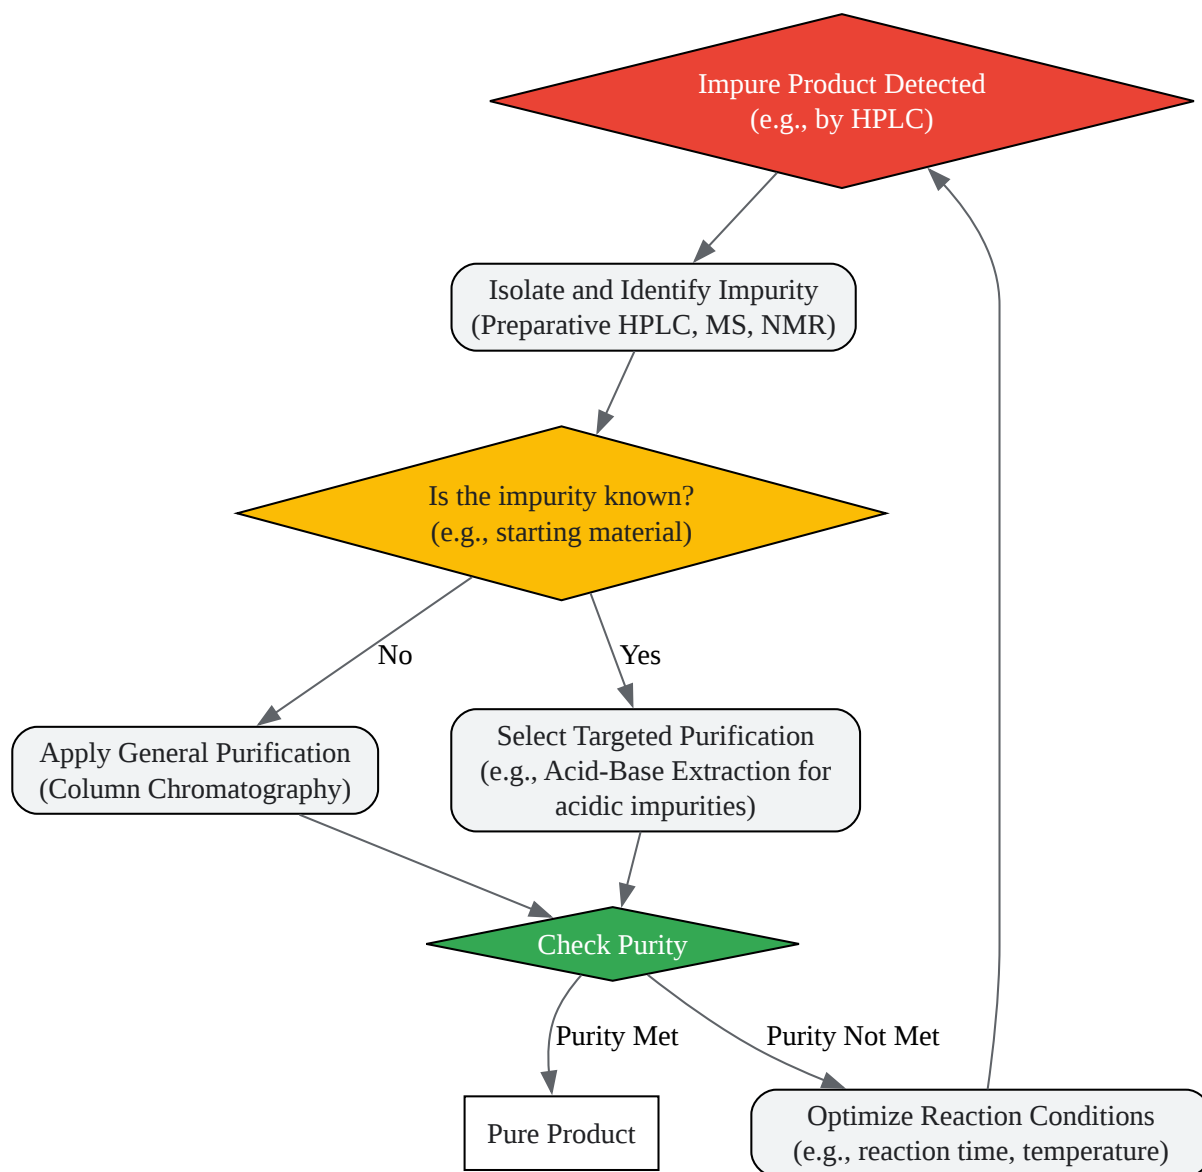 Impure Product Detected
(e.g., by HPLC)
Isolate and Identify Impurity
(Preparative HPLC, MS, NMR)
Is the impurity known?
(e.g., starting material)
No
Yes
Apply General Purification
(Column Chromatography)
Select Targeted Purification
(e.g., Acid-Base Extraction for
acidic impurities)
Check Purity
Purity Met
Purity Not Met
Pure Product
Optimize Reaction Conditions
(e.g., reaction time, temperature)